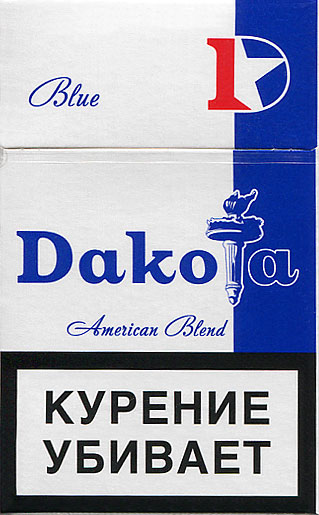 Blue
D
Dakota
American Blend
КУРЕНИЕ
УБИВАЕТ